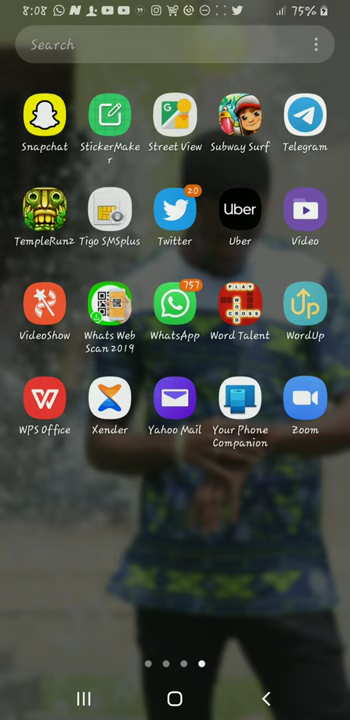 8:08
75%
Search
Snapchat
StickerMake
r
Street View
Subway Surf
Telegram
20
Uber
TempleRun2
Tigo SMSplus
Twitter
Uber
Video
757
PLAY
WORD
CROSS
Up
VideoShow
Whats Web
Scan 2019
WhatsApp
Word Talent
WordUp
WPS Office
Xender
Yahoo Mail
Your Phone
Companion
Zoom